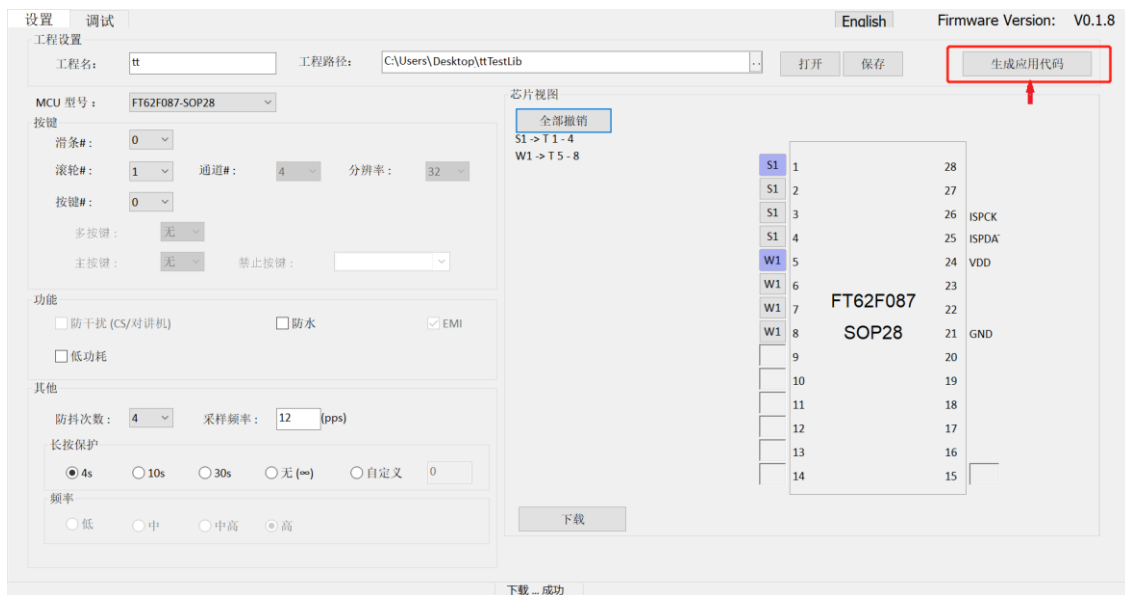 设置 调试 English Firmware Version: V0.1.8
工程设置
工程名: tt 工程路径: C:\Users\Desktop\ttTestLib .. 打开 保存 生成应用代码
MCU 型号: FT62F087-SOP28
按键
滑条#: 0
滚轮#: 1 通道#: 4 分辨率: 32
按键#: 0
多按键: 无
主按键: 无 禁止按键:
功能
防干扰 (CS/对讲机) 防水 EMI
低功耗
其他
防抖次数: 4 采样频率: 12 (pps)
长按保护
4s 10s 30s 无 (∞) 自定义 0
频率
低 中 中高 高
芯片视图
全部撤销
S1 -> T 1 - 4
W1 -> T 5 - 8
S1 1 28
S1 2 27
S1 3 26 ISPCK
S1 4 25 ISPDA
W1 5 24 VDD
W1 6 23
W1 7 FT62F087 22
W1 8 SOP28 21 GND
9 20
10 19
11 18
12 17
13 16
14 15
下载
下载 ... 成功